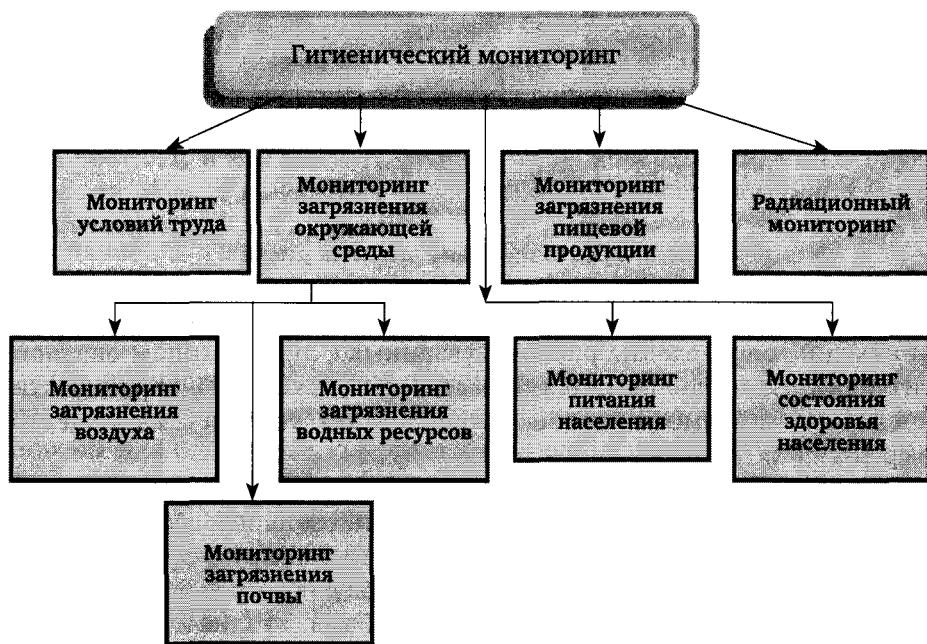 Гигиенический мониторинг
Мониторинг
условий труда
Мониторинг
загрязнения
окружающей
среды
Мониторинг
загрязнения
пищевой
продукции
Радиационный
мониторинг
Мониторинг
загрязнения
воздуха
Мониторинг
загрязнения
водных ресурсов
Мониторинг
питания
населения
Мониторинг
состояния
здоровья
населения
Мониторинг
загрязнения
почвы